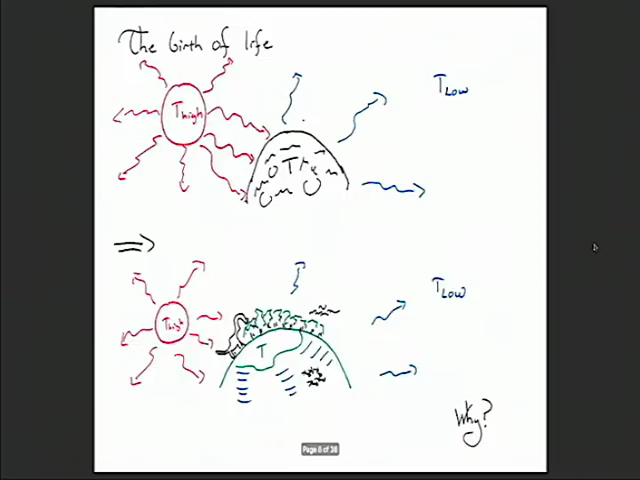 The birth of life
Thigh
TLow
T
⇒
Thigh
TLow
T
Why?
Page 6 of 38